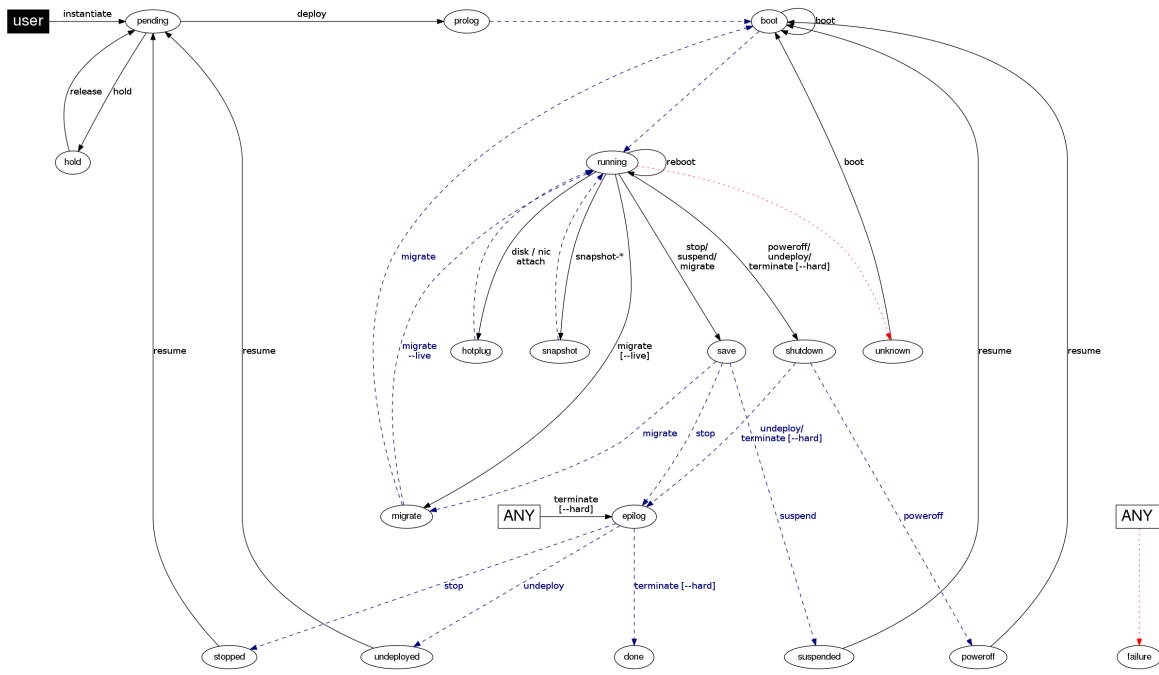 user
instantiate
pending
deploy
prolog
boot
boot
release
hold
hold
running
reboot
boot
migrate
disk / nic
attach
snapshot-*
stop/
suspend/
migrate
poweroff/
undeploy/
terminate [--hard]
resume
resume
migrate
--live
hotplug
snapshot
migrate
[--live]
save
shutdown
unknown
resume
resume
migrate
stop
undeploy/
terminate [--hard]
migrate
ANY
terminate
[--hard]
epilog
suspend
poweroff
ANY
stop
undeploy
terminate [--hard]
stopped
undeployed
done
suspended
poweroff
failure